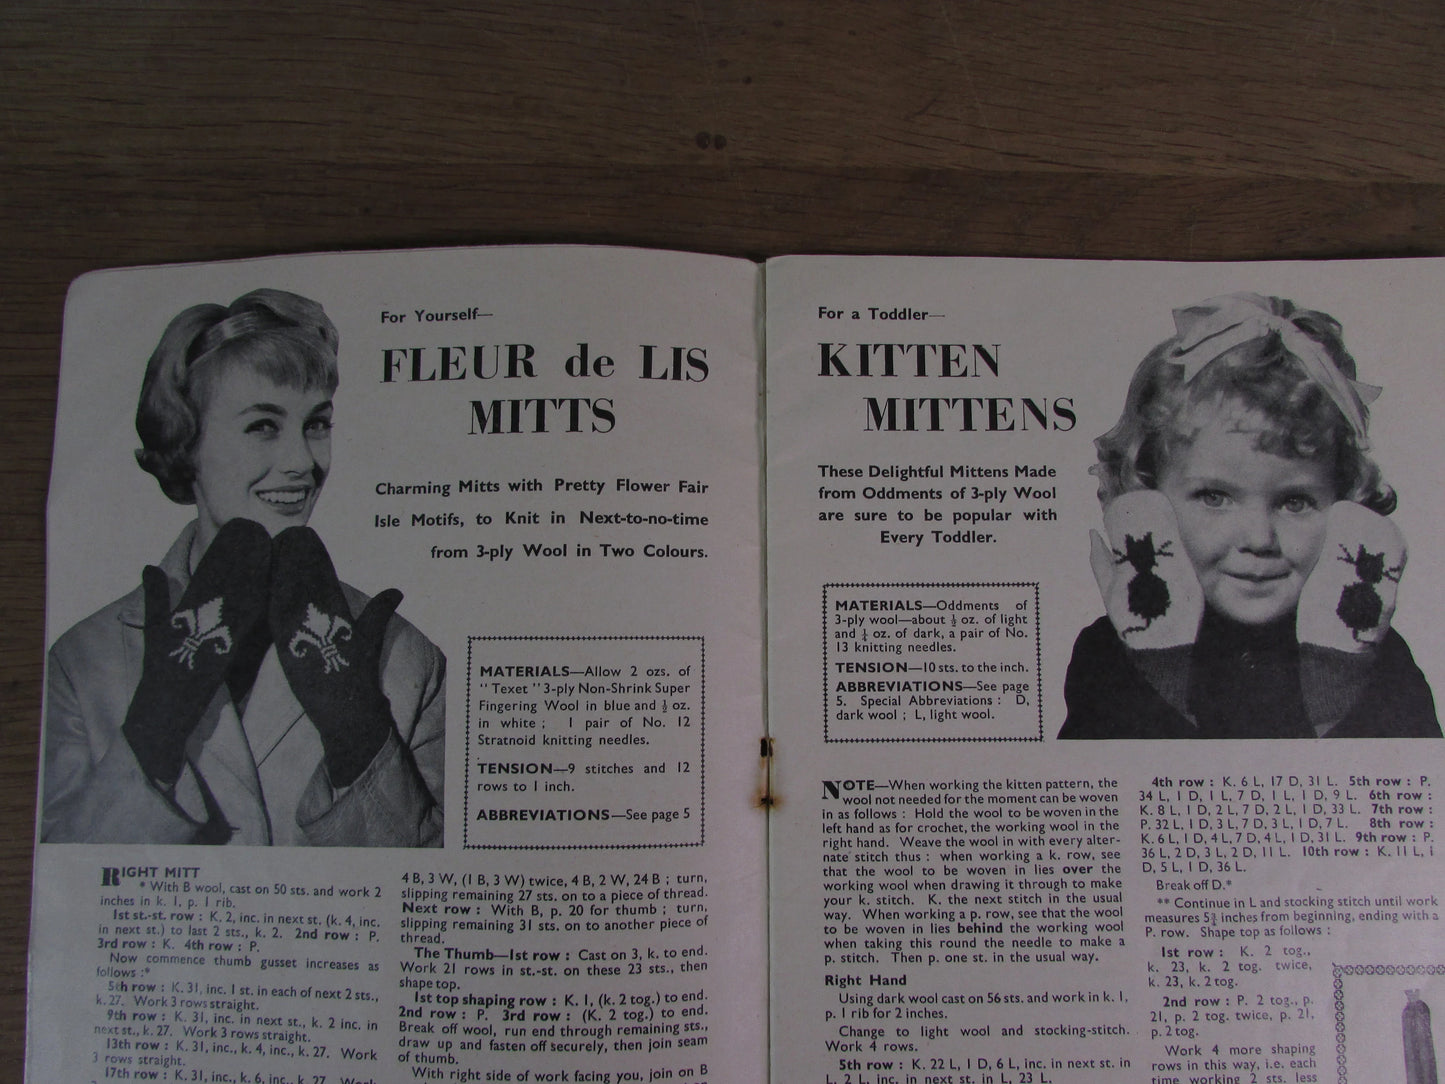 For Yourself—
FLEUR de LIS
MITTS
Charming Mitts with Pretty Flower Fair
Isle Motifs, to Knit in Next-to-no-time
from 3-ply Wool in Two Colours.
MATERIALS—Allow 2 ozs. of
"Texet" 3-ply Non-Shrink Super
Fingering Wool in blue and ½ oz.
in white ; 1 pair of No. 12
Stratnoid knitting needles.
TENSION—9 stitches and 12
rows to 1 inch.
ABBREVIATIONS—See page 5
RIGHT MITT
* With B wool, cast on 50 sts. and work 2
inches in k. 1, p. 1 rib.
1st st.-st. row : K. 2, inc. in next st. (k. 4, inc.
in next st.) to last 2 sts., k. 2. 2nd row : P.
3rd row : K. 4th row : P.
Now commence thumb gusset increases as
follows :*
5th row : K. 31, inc. 1 st. in each of next 2 sts.,
k. 27. Work 3 rows straight.
9th row : K. 31, inc. in next st., k. 2 inc. in
next st., k. 27. Work 3 rows straight.
13th row : K. 31, inc., k. 4, inc., k. 27. Work
3 rows straight.
17th row : K. 31, inc., k. 6, inc., k. 27. Work
4 B, 3 W, (1 B, 3 W) twice, 4 B, 2 W, 24 B ; turn,
slipping remaining 27 sts. on to a piece of thread.
Next row : With B, p. 20 for thumb ; turn,
slipping remaining 31 sts. on to another piece of
thread.
The Thumb—1st row : Cast on 3, k. to end.
Work 21 rows in st.-st. on these 23 sts., then
shape top.
1st top shaping row : K. 1, (k. 2 tog.) to end.
2nd row : P. 3rd row : (K. 2 tog.) to end.
Break off wool, run end through remaining sts.,
draw up and fasten off securely, then join seam
of thumb.
With right side of work facing you, join on B
For a Toddler—
KITTEN
MITTENS
These Delightful Mittens Made
from Oddments of 3-ply Wool
are sure to be popular with
Every Toddler.
MATERIALS—Oddments of
3-ply wool—about ½ oz. of light
and ¼ oz. of dark, a pair of No.
13 knitting needles.
TENSION—10 sts. to the inch.
ABBREVIATIONS—See page
5. Special Abbreviations : D,
dark wool ; L, light wool.
NOTE—When working the kitten pattern, the
wool not needed for the moment can be woven
in as follows : Hold the wool to be woven in the
left hand as for crochet, the working wool in the
right hand. Weave the wool in with every alter-
nate stitch thus : when working a k. row, see
that the wool to be woven in lies over the
working wool when drawing it through to make
your k. stitch. K. the next stitch in the usual
way. When working a p. row, see that the wool
to be woven in lies behind the working wool
when taking this round the needle to make a
p. stitch. Then p. one st. in the usual way.
Right Hand
Using dark wool cast on 56 sts. and work in k. 1,
p. 1 rib for 2 inches.
Change to light wool and stocking-stitch.
Work 4 rows.
5th row : K. 22 L, 1 D, 6 L, inc. in next st. in
L, 2 L, inc. in next st. in L, 23 L.
4th row : K. 6 L, 17 D, 31 L. 5th row : P.
34 L, 1 D, 1 L, 7 D, 1 L, 1 D, 9 L. 6th row :
K. 8 L, 1 D, 2 L, 7 D, 2 L, 1 D, 33 L. 7th row :
P. 32 L, 1 D, 3 L, 7 D, 3 L, 1 D, 7 L. 8th row :
K. 6 L, 1 D, 4 L, 7 D, 4 L, 1 D, 31 L. 9th row : P.
36 L, 2 D, 3 L, 2 D, 11 L. 10th row : K. 11 L, 1
D, 5 L, 1 D, 36 L.
Break off D.*
** Continue in L and stocking stitch until work
measures 5¾ inches from beginning, ending with a
P. row. Shape top as follows :
1st row : K. 2 tog.,
k. 23, k. 2 tog. twice,
k. 23, k. 2 tog.
2nd row : P. 2 tog., p.
21, p. 2 tog. twice, p. 21,
p. 2 tog.
Work 4 more shaping
rows in this way, i.e. each
time working 2 sts. less